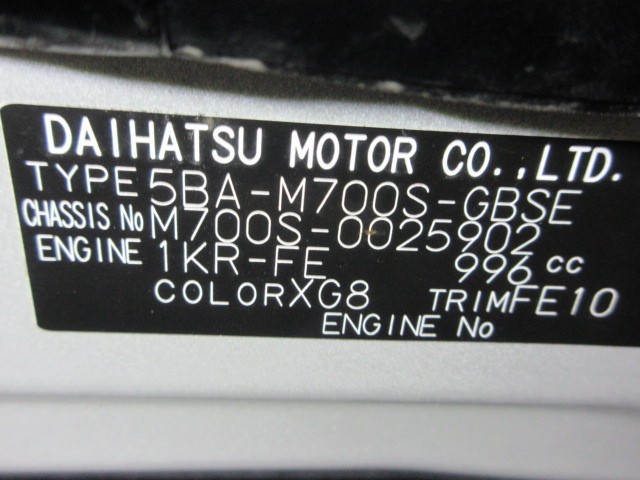 DAIHATSU MOTOR CO.,LTD.
TYPE 5BA-M700S-GBSE
CHASSIS No M700S-0025902
ENGINE 1KR-FE 996 cc
COLOR XG8 TRIM FE10
ENGINE No